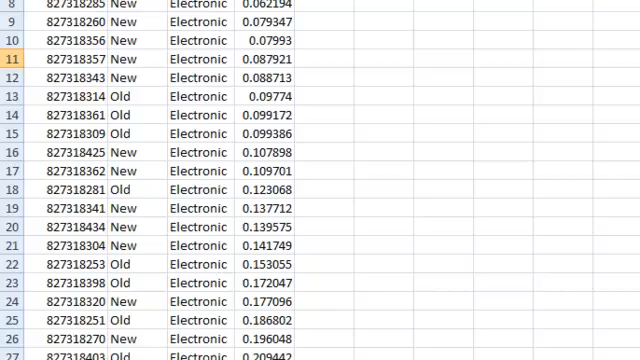 8 827318285 New Electronic 0.062194
9 827318260 New Electronic 0.079347
10 827318356 New Electronic 0.07993
11 827318357 New Electronic 0.087921
12 827318343 New Electronic 0.088713
13 827318314 Old Electronic 0.09774
14 827318361 Old Electronic 0.099172
15 827318309 Old Electronic 0.099386
16 827318425 New Electronic 0.107898
17 827318362 New Electronic 0.109701
18 827318281 Old Electronic 0.123068
19 827318341 New Electronic 0.137712
20 827318434 New Electronic 0.139575
21 827318304 New Electronic 0.141749
22 827318253 Old Electronic 0.153055
23 827318398 Old Electronic 0.172047
24 827318320 New Electronic 0.177096
25 827318251 Old Electronic 0.186802
26 827318270 New Electronic 0.196048
27 827318403 Old Electronic 0.209442